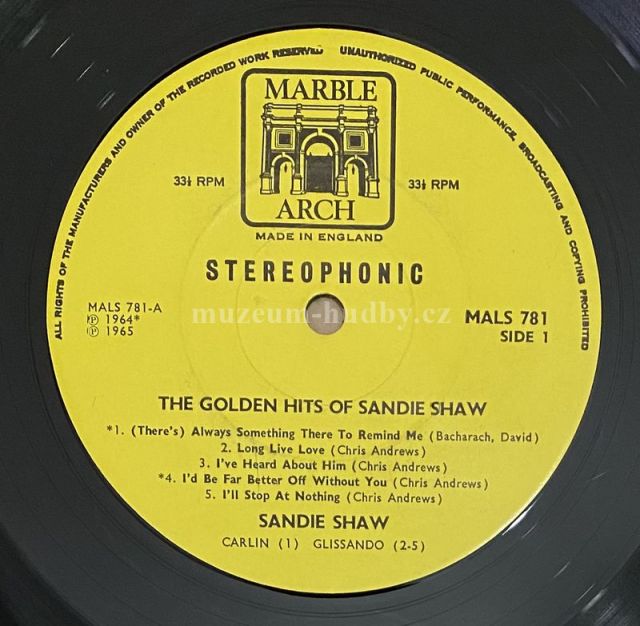 ALL RIGHTS OF THE MANUFACTURERS AND OWNER OF THE RECORDED WORK RESERVED UNAUTHORIZED PUBLIC PERFORMANCE, BROADCASTING AND COPYING PROHIBITED
MARBLE
ARCH
33⅓ RPM 33⅓ RPM
MADE IN ENGLAND
STEREOPHONIC
MALS 781-A
℗ 1964*
℗ 1965
muzeum-hudby.cz
MALS 781
SIDE 1
THE GOLDEN HITS OF SANDIE SHAW
*1. (There's) Always Something There To Remind Me (Bacharach, David)
2. Long Live Love (Chris Andrews)
3. I've Heard About Him (Chris Andrews)
*4. I'd Be Far Better Off Without You (Chris Andrews)
5. I'll Stop At Nothing (Chris Andrews)
SANDIE SHAW
CARLIN (1) GLISSANDO (2-5)